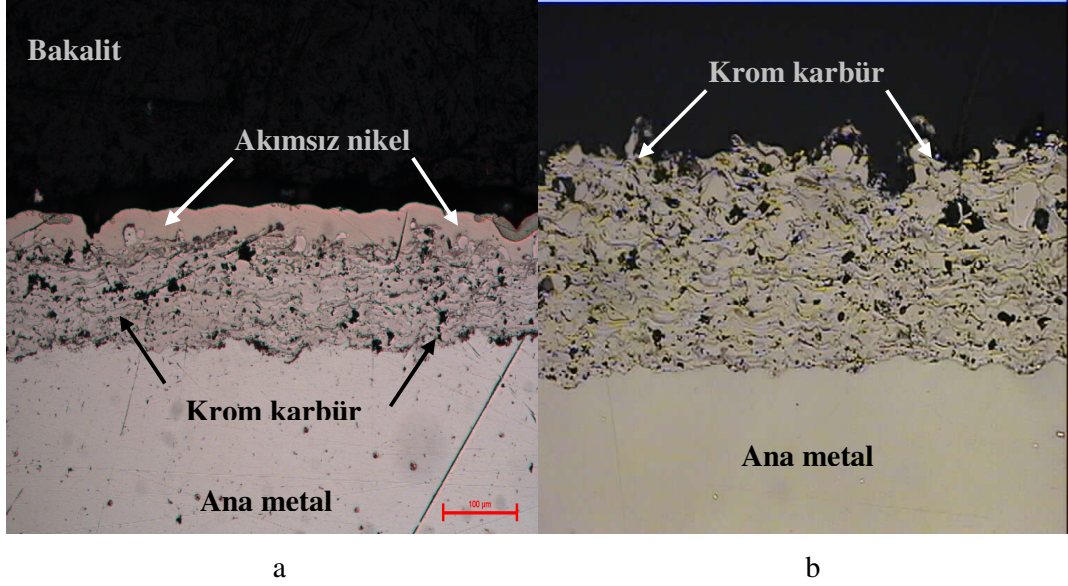 Bakalit
Akımsız nikel
Krom karbür
Ana metal
100 µm
Krom karbür
Ana metal
a
b